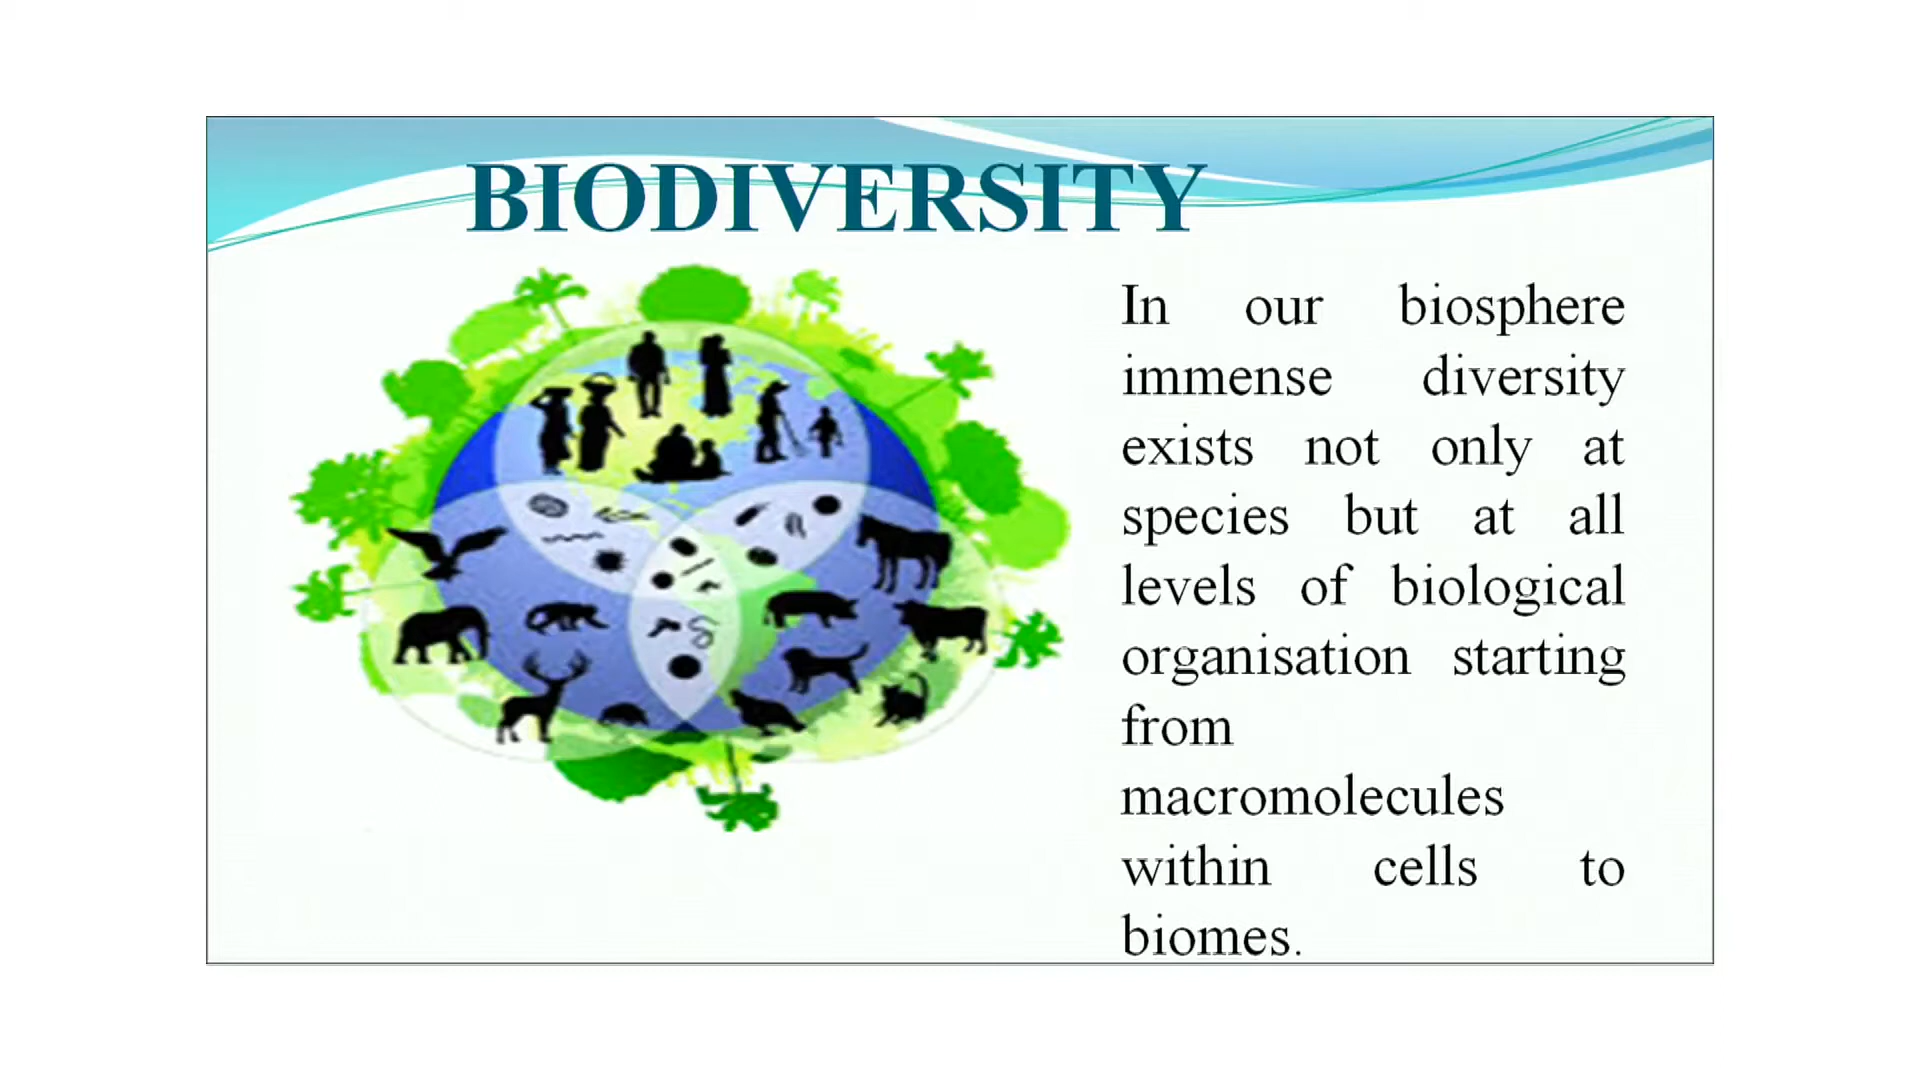 BIODIVERSITY
In our biosphere
immense diversity
exists not only at
species but at all
levels of biological
organisation starting
from
macromolecules
within cells to
biomes.